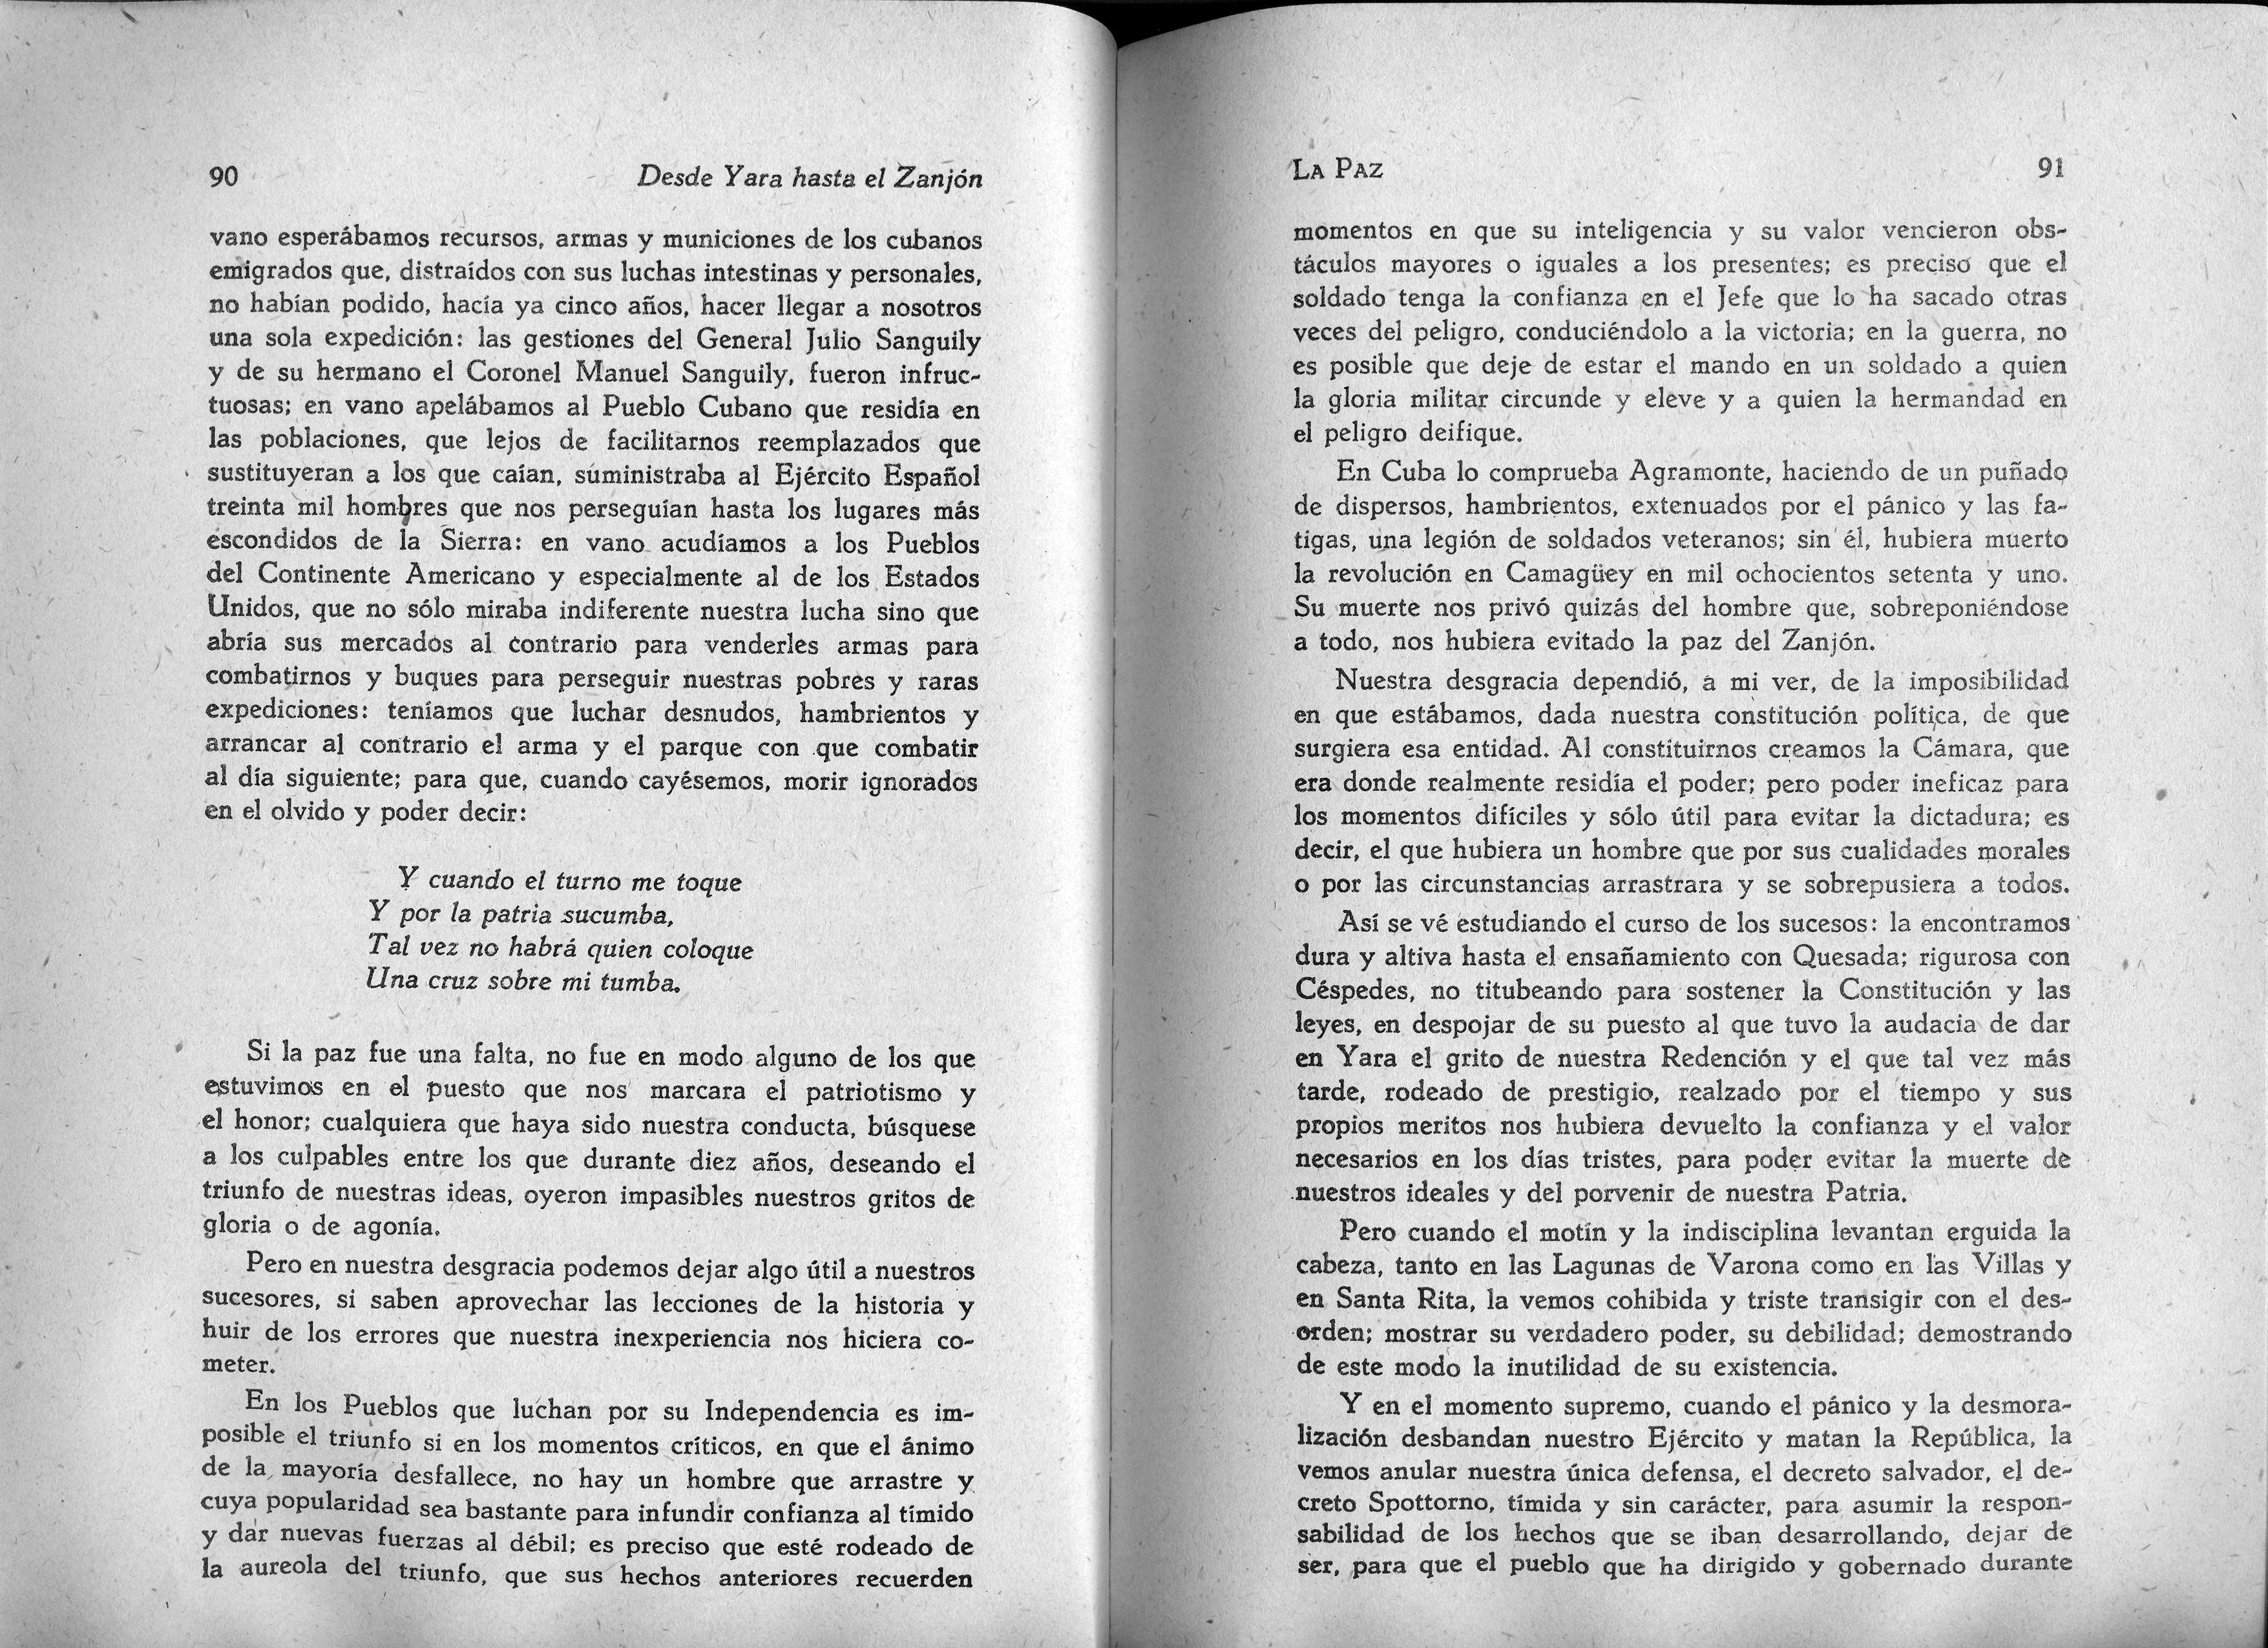 90
Desde Yara hasta el Zanjón
vano esperábamos recursos, armas y municiones de los cubanos
emigrados que, distraídos con sus luchas intestinas y personales,
no habían podido, hacía ya cinco años, hacer llegar a nosotros
una sola expedición: las gestiones del General Julio Sanguily
y de su hermano el Coronel Manuel Sanguily, fueron infruc-
tuosas; en vano apelábamos al Pueblo Cubano que residía en
las poblaciones, que lejos de facilitarnos reemplazados que
sustituyeran a los que caían, suministraba al Ejército Español
treinta mil hombres que nos perseguían hasta los lugares más
escondidos de la Sierra: en vano acudíamos a los Pueblos
del Continente Americano y especialmente al de los Estados
Unidos, que no sólo miraba indiferente nuestra lucha sino que
abría sus mercados al contrario para venderles armas para
combatirnos y buques para perseguir nuestras pobres y raras
expediciones: teníamos que luchar desnudos, hambrientos y
arrancar al contrario el arma y el parque con que combatir
al día siguiente; para que, cuando cayésemos, morir ignorados
en el olvido y poder decir:
Y cuando el turno me toque
Y por la patria sucumba,
Tal vez no habrá quien coloque
Una cruz sobre mi tumba.
Si la paz fue una falta, no fue en modo alguno de los que
estuvimos en el puesto que nos marcara el patriotismo y
el honor; cualquiera que haya sido nuestra conducta, búsquese
a los culpables entre los que durante diez años, deseando el
triunfo de nuestras ideas, oyeron impasibles nuestros gritos de
gloria o de agonía.
Pero en nuestra desgracia podemos dejar algo útil a nuestros
sucesores, si saben aprovechar las lecciones de la historia y
huir de los errores que nuestra inexperiencia nos hiciera co-
meter.
En los Pueblos que luchan por su Independencia es im-
posible el triunfo si en los momentos críticos, en que el ánimo
de la mayoría desfallece, no hay un hombre que arrastre y
cuya popularidad sea bastante para infundir confianza al tímido
y dar nuevas fuerzas al débil; es preciso que esté rodeado de
la aureola del triunfo, que sus hechos anteriores recuerden
LA PAZ
91
momentos en que su inteligencia y su valor vencieron obs-
táculos mayores o iguales a los presentes; es preciso que el
soldado tenga la confianza en el Jefe que lo ha sacado otras
veces del peligro, conduciéndolo a la victoria; en la guerra, no
es posible que deje de estar el mando en un soldado a quien
la gloria militar circunde y eleve y a quien la hermandad en
el peligro deifique.
En Cuba lo comprueba Agramonte, haciendo de un puñado
de dispersos, hambrientos, extenuados por el pánico y las fa-
tigas, una legión de soldados veteranos; sin él, hubiera muerto
la revolución en Camagüey en mil ochocientos setenta y uno.
Su muerte nos privó quizás del hombre que, sobreponiéndose
a todo, nos hubiera evitado la paz del Zanjón.
Nuestra desgracia dependió, a mi ver, de la imposibilidad
en que estábamos, dada nuestra constitución política, de que
surgiera esa entidad. Al constituirnos creamos la Cámara, que
era donde realmente residía el poder; pero poder ineficaz para
los momentos difíciles y sólo útil para evitar la dictadura; es
decir, el que hubiera un hombre que por sus cualidades morales
o por las circunstancias arrastrara y se sobrepusiera a todos.
Así se vé estudiando el curso de los sucesos: la encontramos
dura y altiva hasta el ensañamiento con Quesada; rigurosa con
Céspedes, no titubeando para sostener la Constitución y las
leyes, en despojar de su puesto al que tuvo la audacia de dar
en Yara el grito de nuestra Redención y el que tal vez más
tarde, rodeado de prestigio, realzado por el tiempo y sus
propios meritos nos hubiera devuelto la confianza y el valor
necesarios en los días tristes, para poder evitar la muerte de
nuestros ideales y del porvenir de nuestra Patria.
Pero cuando el motín y la indisciplina levantan erguida la
cabeza, tanto en las Lagunas de Varona como en las Villas y
en Santa Rita, la vemos cohibida y triste transigir con el des-
orden; mostrar su verdadero poder, su debilidad; demostrando
de este modo la inutilidad de su existencia.
Y en el momento supremo, cuando el pánico y la desmora-
lización desbandan nuestro Ejército y matan la República, la
vemos anular nuestra única defensa, el decreto salvador, el de-
creto Spottorno, tímida y sin carácter, para asumir la respon-
sabilidad de los hechos que se iban desarrollando, dejar de
ser, para que el pueblo que ha dirigido y gobernado durante